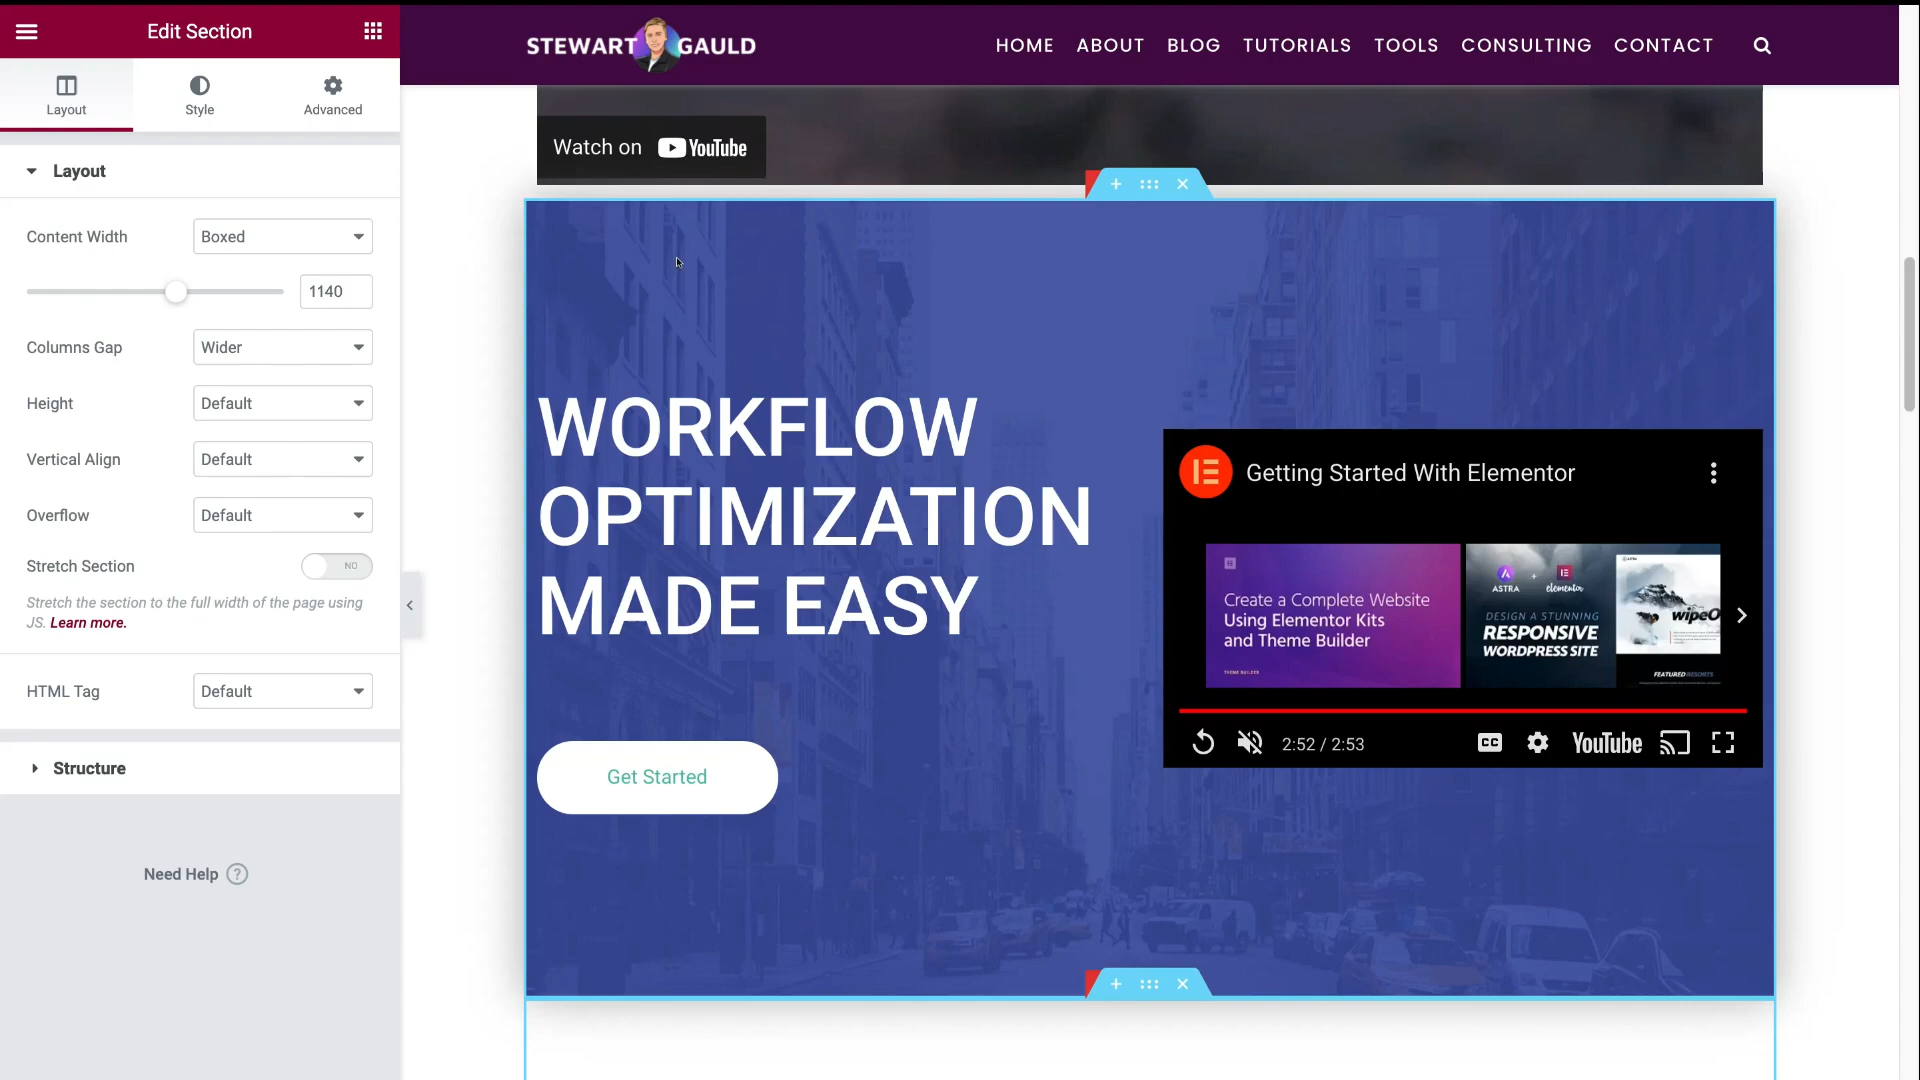 Edit Section
Layout
Style
Advanced
Layout
Content Width
Boxed
1140
Columns Gap
Wider
Height
Default
Vertical Align
Default
Overflow
Default
Stretch Section
NO
Stretch the section to the full width of the page using
JS. Learn more.
HTML Tag
Default
Structure
Need Help ?
STEWART GAULD
HOME ABOUT BLOG TUTORIALS TOOLS CONSULTING CONTACT
Watch on YouTube
WORKFLOW
OPTIMIZATION
MADE EASY
Get Started
Getting Started With Elementor
Create a Complete Website
Using Elementor Kits
and Theme Builder
THEME BUILDER
ASTRA + elementor
DESIGN A STUNNING
RESPONSIVE
WORDPRESS SITE
wipeO
FEATURED RESORTS
2:52 / 2:53
CC
YouTube